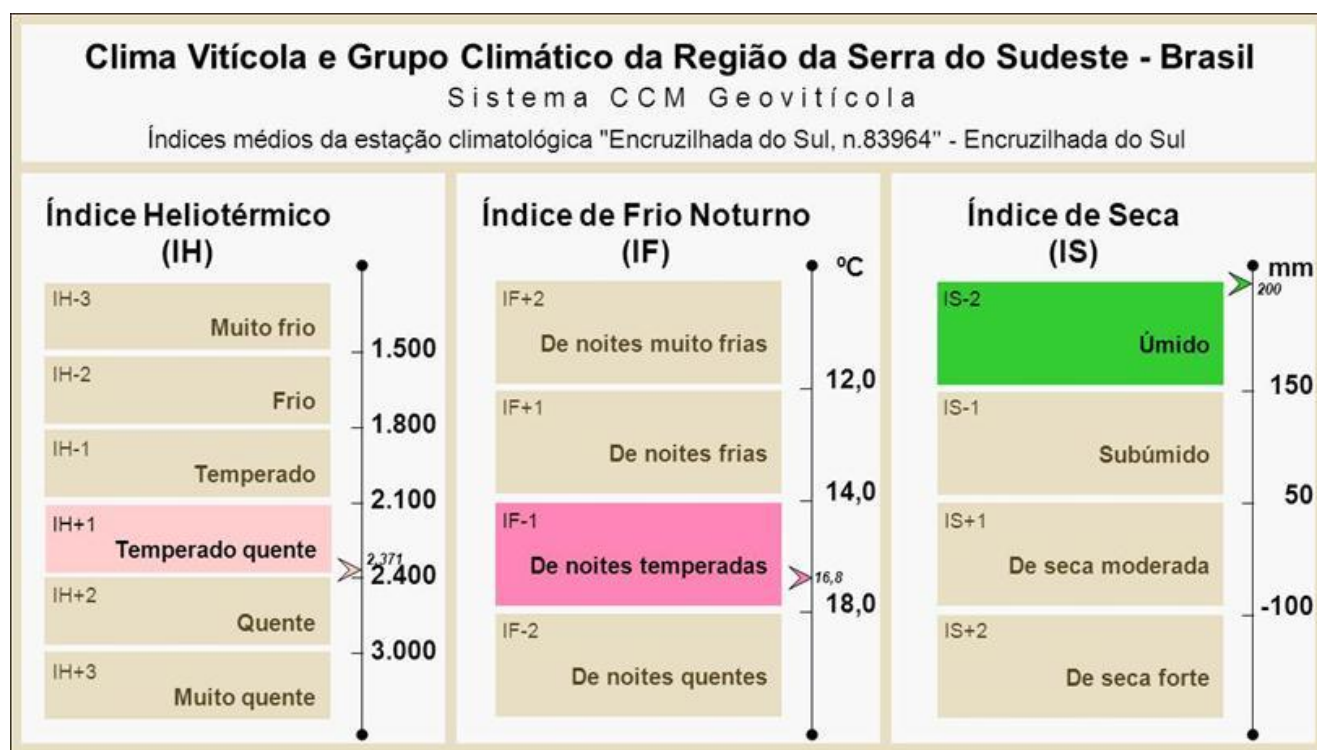 Clima Vitícola e Grupo Climático da Região da Serra do Sudeste - Brasil
Sistema CCM Geovitícola
Índices médios da estação climatológica "Encruzilhada do Sul, n.83964" - Encruzilhada do Sul
Índice Heliotérmico
(IH)
IH-3
Muito frio
1.500
IH-2
Frio
1.800
IH-1
Temperado
2.100
IH+1
Temperado quente
2,371
2.400
IH+2
Quente
3.000
IH+3
Muito quente
Índice de Frio Noturno
(IF)
ºC
IF+2
De noites muito frias
12,0
IF+1
De noites frias
14,0
IF-1
De noites temperadas
16,8
18,0
IF-2
De noites quentes
Índice de Seca
(IS)
mm
200
IS-2
Úmido
150
IS-1
Subúmido
50
IS+1
De seca moderada
-100
IS+2
De seca forte